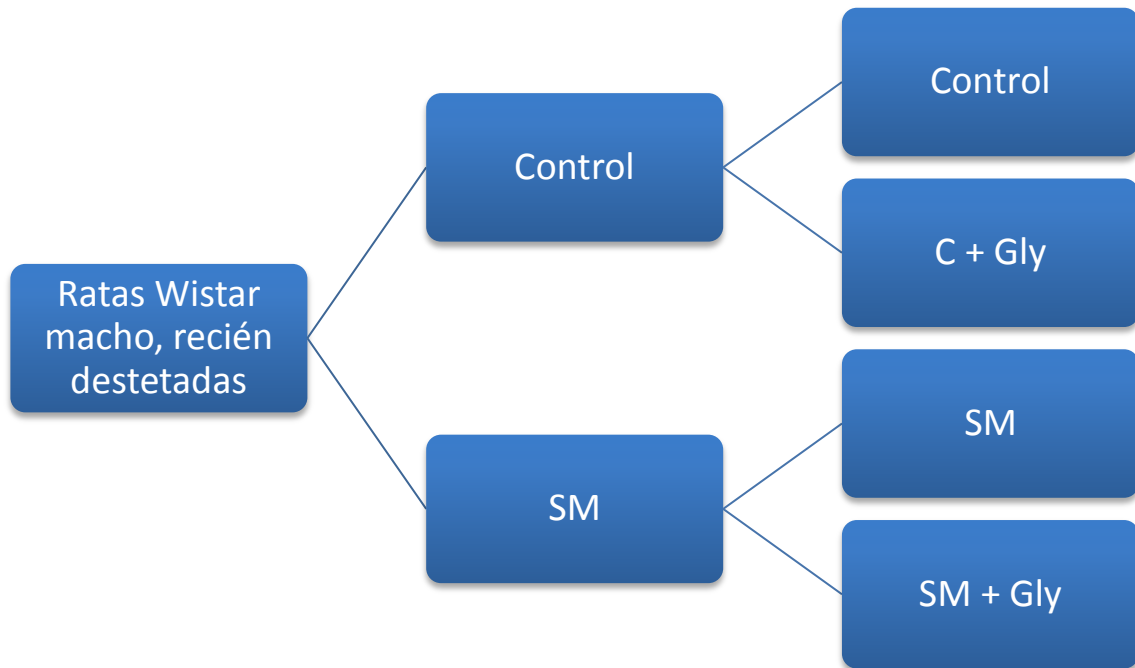 Ratas Wistar
macho, recién
destetadas
Control
SM
Control
C + Gly
SM
SM + Gly